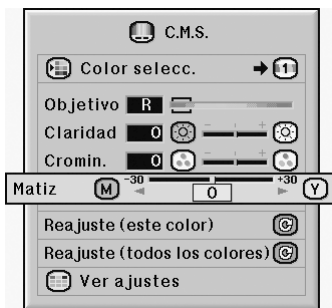 C.M.S.
Color selecc. 1
Objetivo R
Claridad 0 - +
Cromin. 0 - +
Matiz M -30 0 +30 Y
Reajuste (este color)
Reajuste (todos los colores)
Ver ajustes